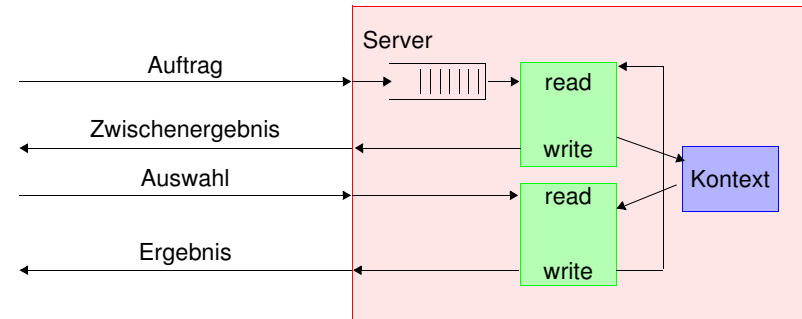 Server
Auftrag
read
Zwischenergebnis
write
Auswahl
Kontext
read
Ergebnis
write